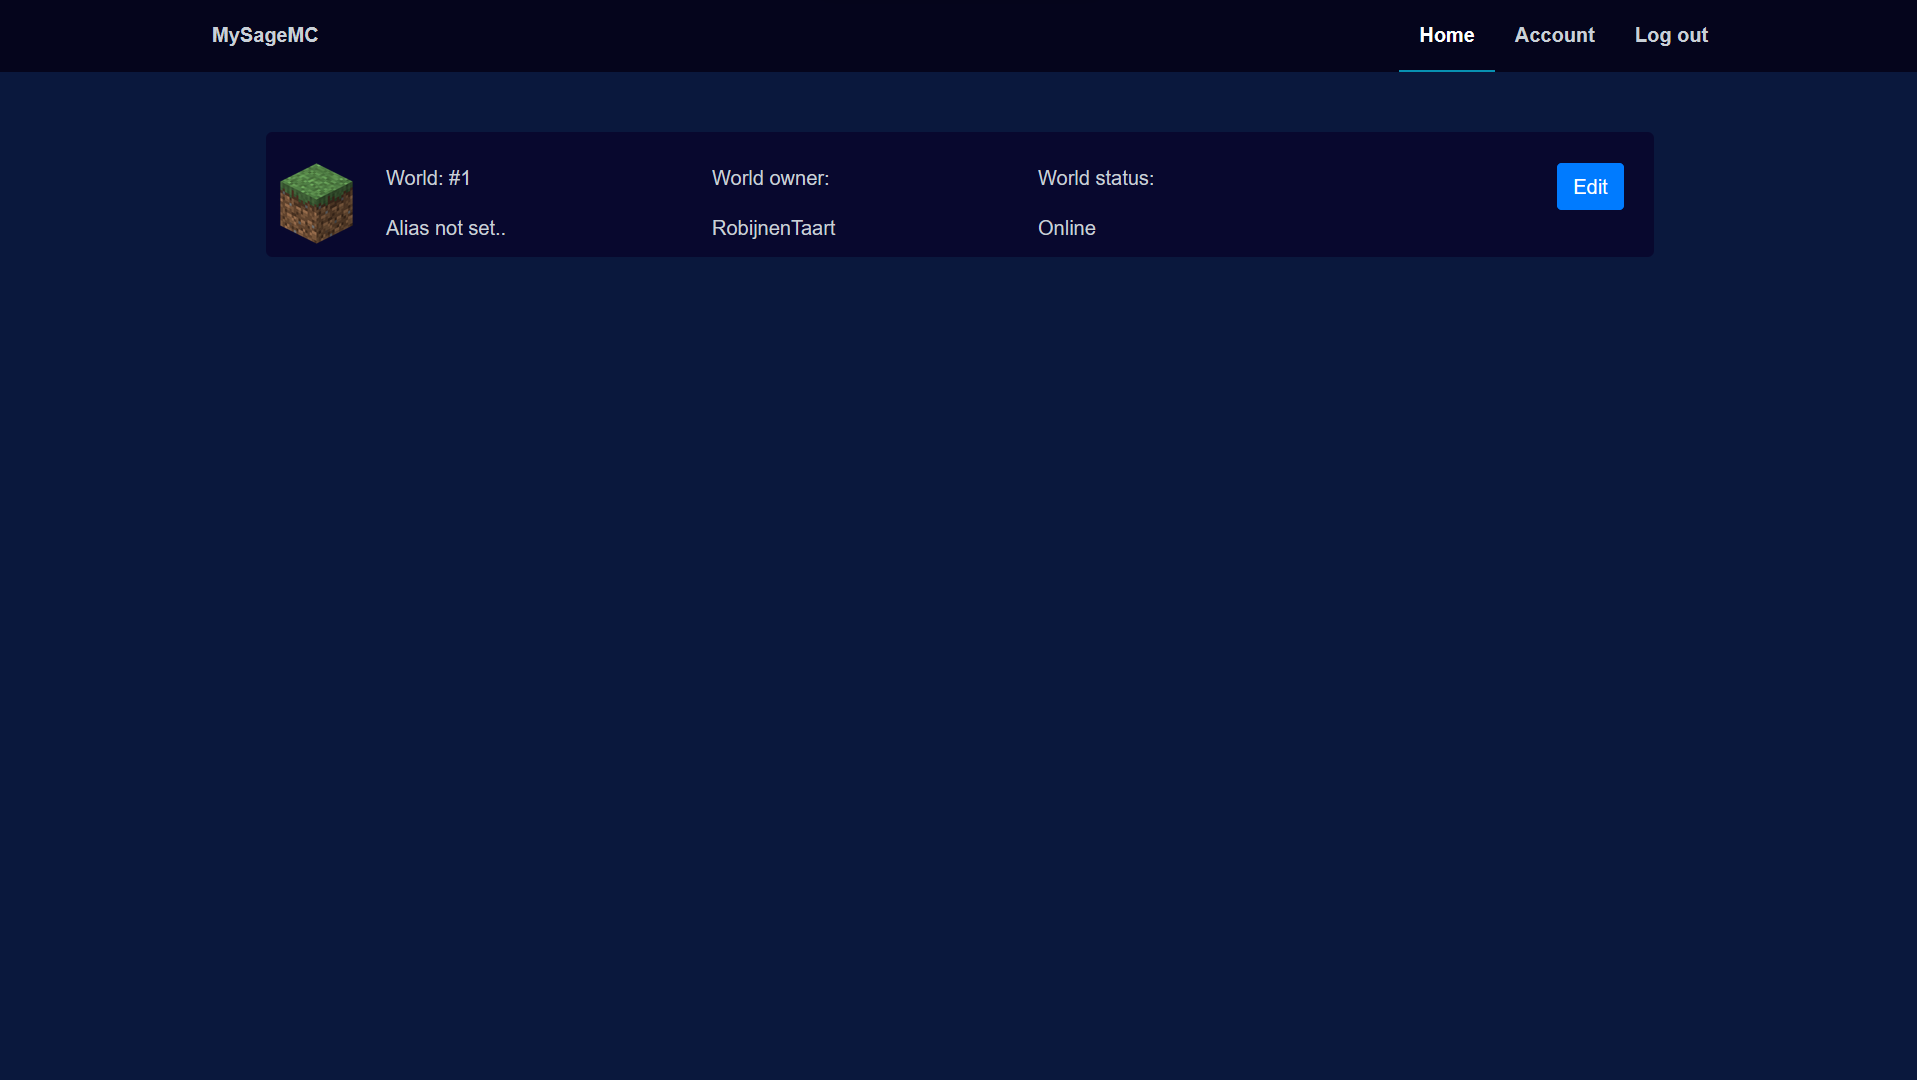 MySageMC
Home
Account
Log out
World: #1
World owner:
World status:
Edit
Alias not set..
RobijnenTaart
Online